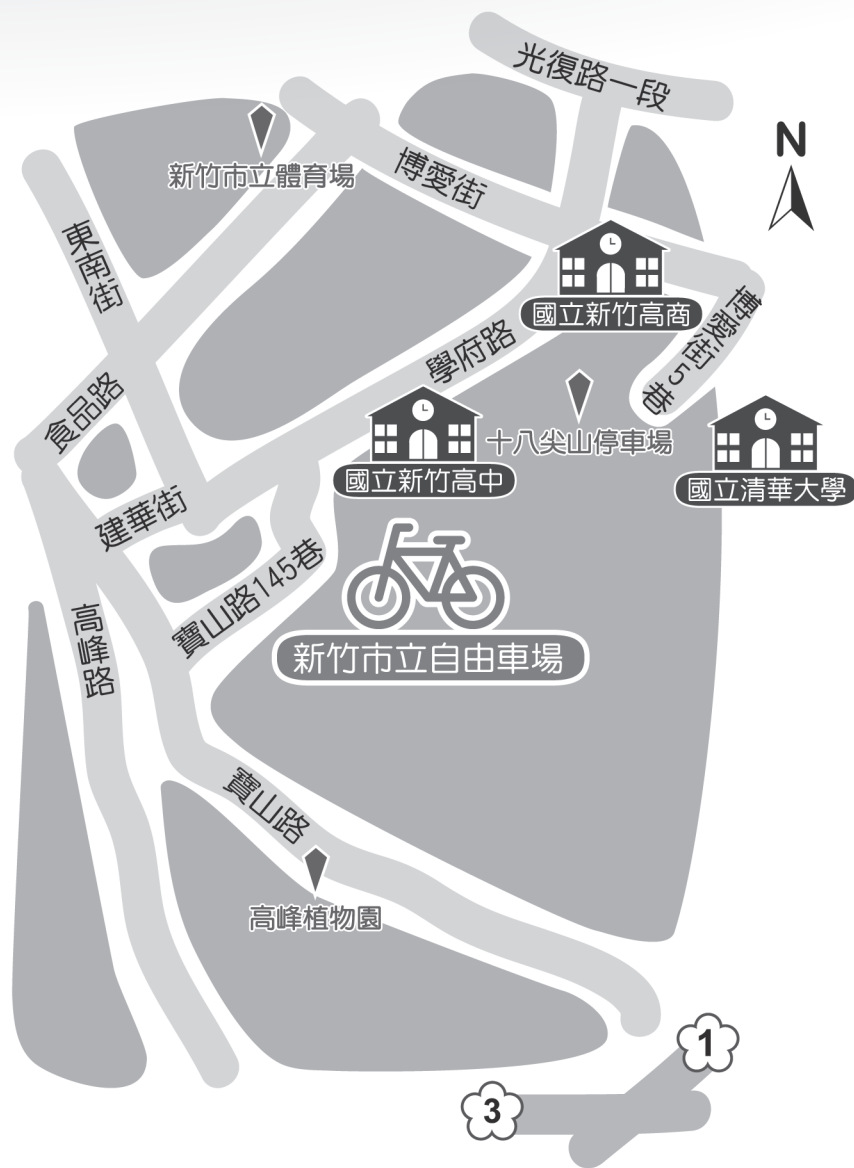 光復路一段
N
新竹市立體育場
博愛街
東南街
國立新竹高商
博愛街5巷
學府路
食品路
十八尖山停車場
國立新竹高中
國立清華大學
建華街
寶山路145巷
高峰路
新竹市立自由車場
寶山路
高峰植物園
1
3